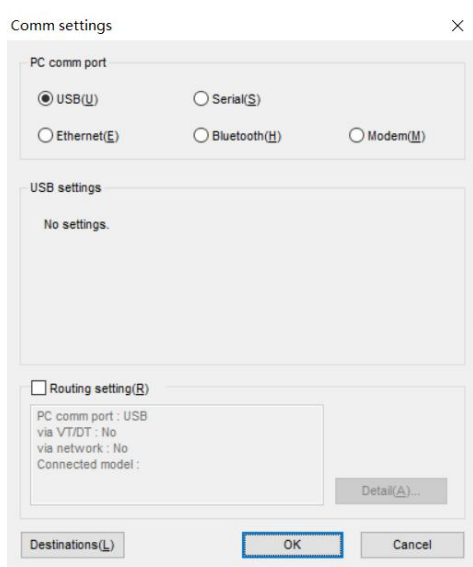 Comm settings
PC comm port
USB(U) Serial(S)
Ethernet(E) Bluetooth(H) Modem(M)
USB settings
No settings.
Routing setting(R)
PC comm port : USB
via VT/DT : No
via network : No
Connected model :
Detail(A)...
Destinations(L) OK Cancel